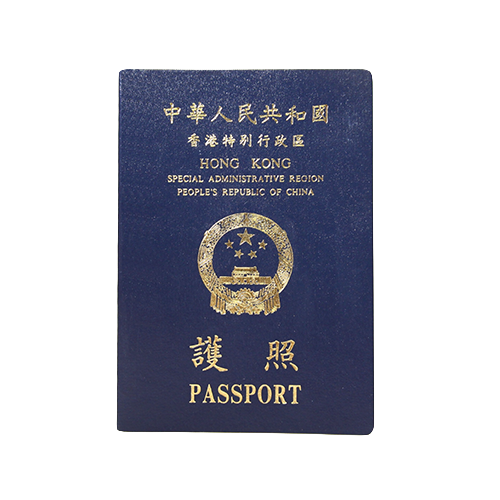 中華人民共和國
香港特別行政區
HONG KONG
SPECIAL ADMINISTRATIVE REGION
PEOPLE'S REPUBLIC OF CHINA
護照
PASSPORT